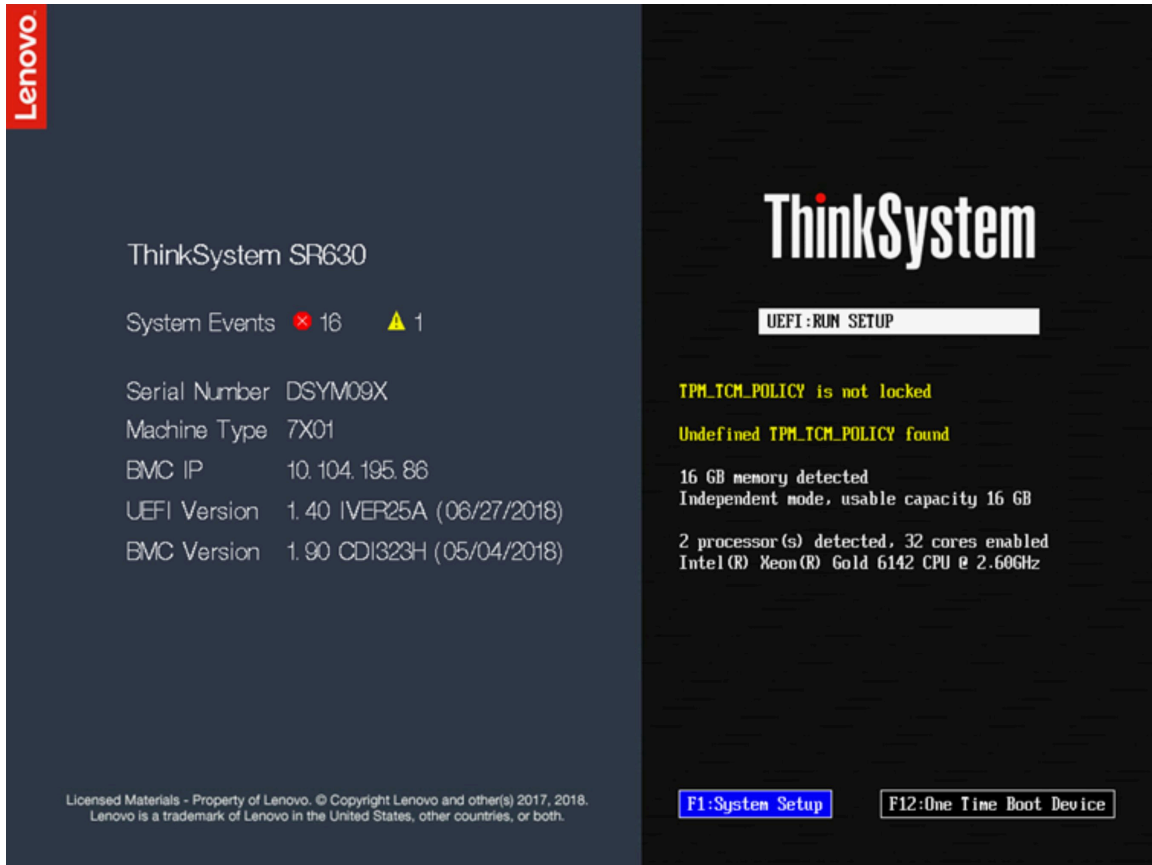 Lenovo.
ThinkSystem SR630
System Events 16 1
Serial Number DSYM09X
Machine Type 7X01
BMC IP 10.104.195.86
UEFI Version 1.40 IVER25A (06/27/2018)
BMC Version 1.90 CDI323H (05/04/2018)
Licensed Materials - Property of Lenovo. © Copyright Lenovo and other(s) 2017, 2018.
Lenovo is a trademark of Lenovo in the United States, other countries, or both.
ThinkSystem
UEFI:RUN SETUP
TPM_TCM_POLICY is not locked
Undefined TPM_TCM_POLICY found
16 GB memory detected
Independent mode, usable capacity 16 GB
2 processor(s) detected, 32 cores enabled
Intel(R) Xeon(R) Gold 6142 CPU @ 2.60GHz
F1:System Setup
F12:One Time Boot Device